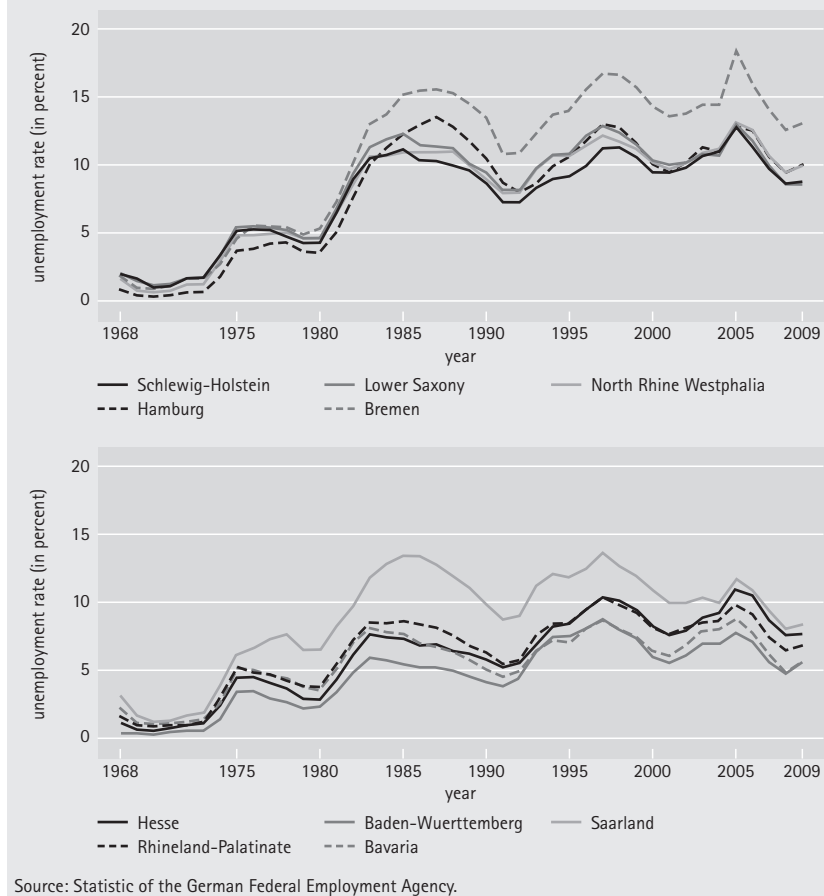 20
15
10
5
0
unemployment rate (in percent)
1968 1975 1980 1985 1990 1995 2000 2005 2009
year
Schlewig-Holstein Lower Saxony North Rhine Westphalia
Hamburg Bremen
20
15
10
5
0
unemployment rate (in percent)
1968 1975 1980 1985 1990 1995 2000 2005 2009
year
Hesse Baden-Wuerttemberg Saarland
Rhineland-Palatinate Bavaria
Source: Statistic of the German Federal Employment Agency.